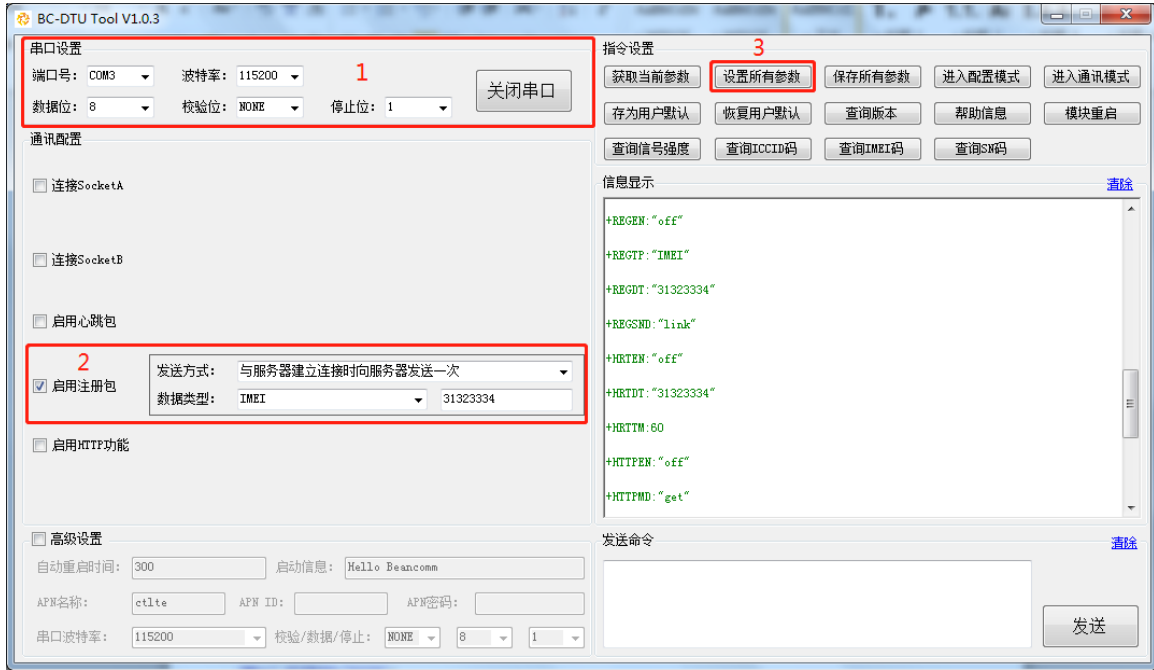 BC-DTU Tool V1.0.3
串口设置
端口号: COM3 波特率: 115200 1 关闭串口
数据位: 8 校验位: NONE 停止位: 1
通讯配置
连接SocketA
连接SocketB
启用心跳包
2
启用注册包
发送方式: 与服务器建立连接时向服务器发送一次
数据类型: IMEI 31323334
启用HTTP功能
高级设置
自动重启时间: 300 启动信息: Hello Beancomm
APN名称: ctlte APN ID: APN密码:
串口波特率: 115200 校验/数据/停止: NONE 8 1
指令设置 3
获取当前参数 设置所有参数 保存所有参数 进入配置模式 进入通讯模式
存为用户默认 恢复用户默认 查询版本 帮助信息 模块重启
查询信号强度 查询ICCID码 查询IMEI码 查询SN码
信息显示 清除
+REGEN:"off"
+REGTP:"IMEI"
+REGDT:"31323334"
+REGSND:"link"
+HRTEN:"off"
+HRTDT:"31323334"
+HRTTM:60
+HTTPEN:"off"
+HTTPMD:"get"
发送命令 清除
发送